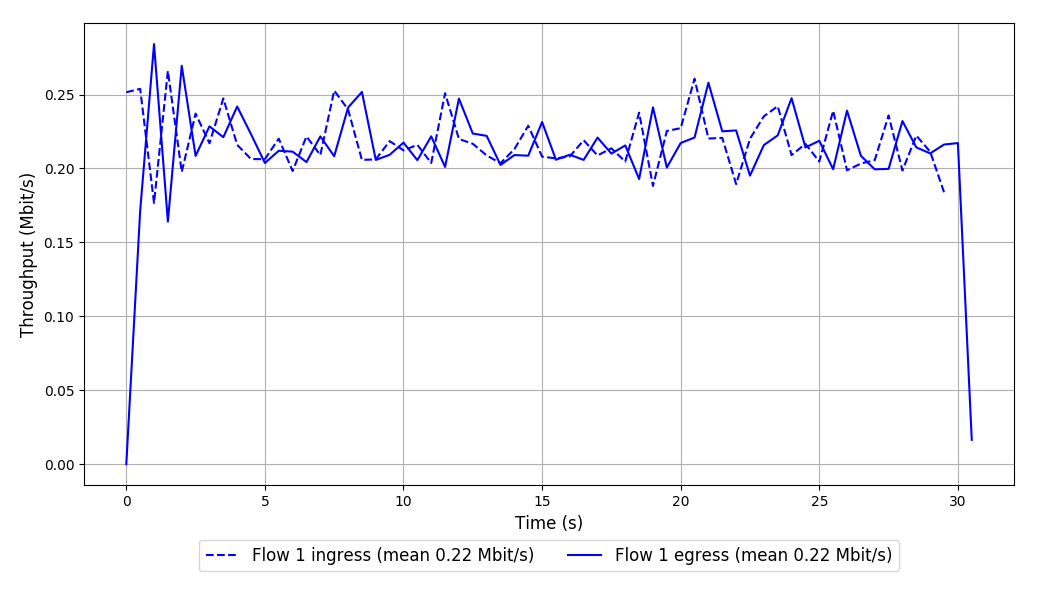 Throughput (Mbit/s)
0.25
0.20
0.15
0.10
0.05
0.00
0 5 10 15 20 25 30
Time (s)
Flow 1 ingress (mean 0.22 Mbit/s) Flow 1 egress (mean 0.22 Mbit/s)